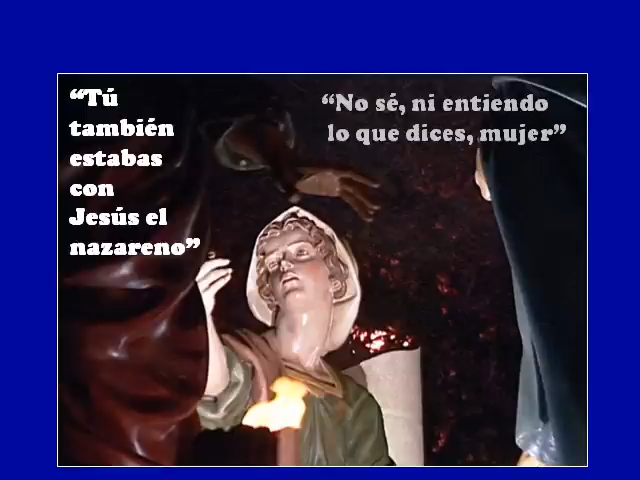 “Tú
también
estabas
con
Jesús el
nazareno”
“No sé, ni entiendo
lo que dices, mujer”